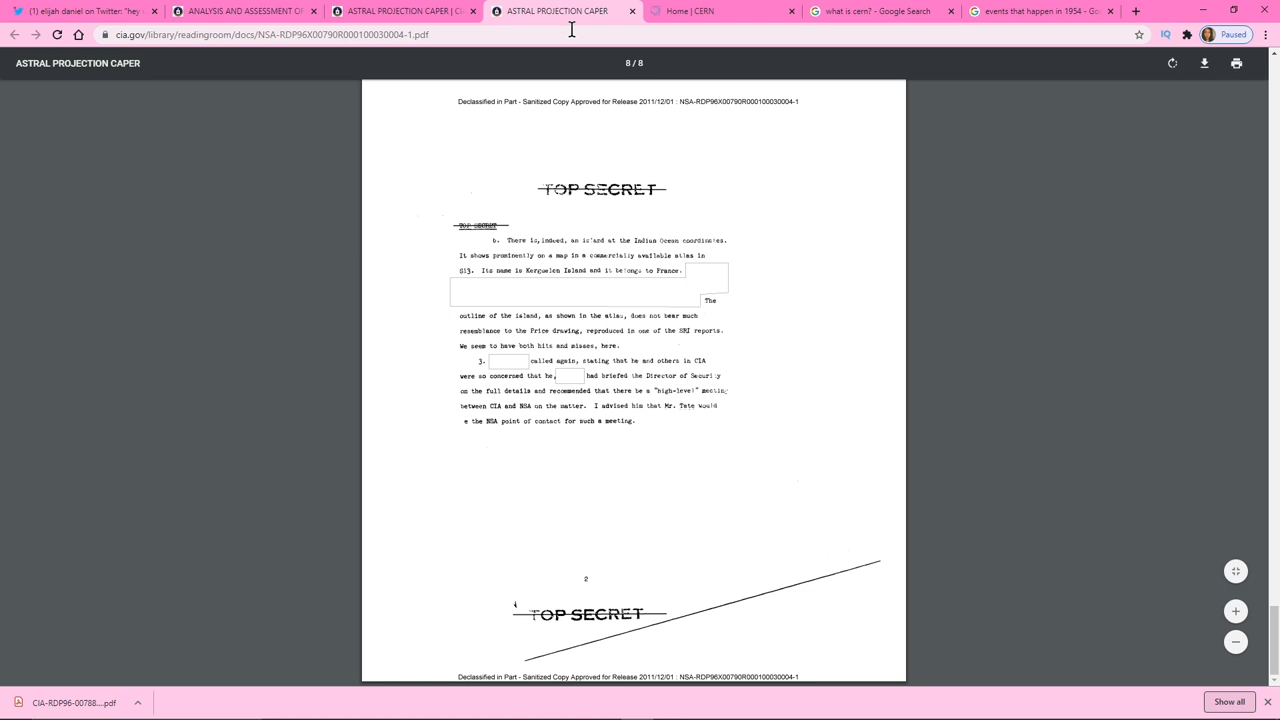 (1) elijah daniel on Twitter: "hey.
ANALYSIS AND ASSESSMENT OF
ASTRAL PROJECTION CAPER | CI
ASTRAL PROJECTION CAPER
Home | CERN
what is cern? - Google Search
events that happen in 1954 - Go
cia.gov/library/readingroom/docs/NSA-RDP96X00790R000100030004-1.pdf
Paused
ASTRAL PROJECTION CAPER
8 / 8
Declassified in Part - Sanitized Copy Approved for Release 2011/12/01 : NSA-RDP96X00790R000100030004-1
TOP SECRET
TOP SECRET
b. There is, indeed, an island at the Indian Ocean coordinates.
It shows prominently on a map in a commercially available atlas in
G13. Its name is Kerguelen Island and it belongs to France.
The
outline of the island, as shown in the atlas, does not bear much
resemblance to the Price drawing, reproduced in one of the SRI reports.
We seem to have both hits and misses, here.
3. called again, stating that he and others in CIA
were so concerned that he, had briefed the Director of Security
on the full details and recommended that there be a "high-level" meeting
between CIA and NSA on the matter. I advised him that Mr. Tate would
e the NSA point of contact for such a meeting.
2
TOP SECRET
Declassified in Part - Sanitized Copy Approved for Release 2011/12/01 : NSA-RDP96X00790R000100030004-1
CIA-RDP96-00788....pdf
Show all